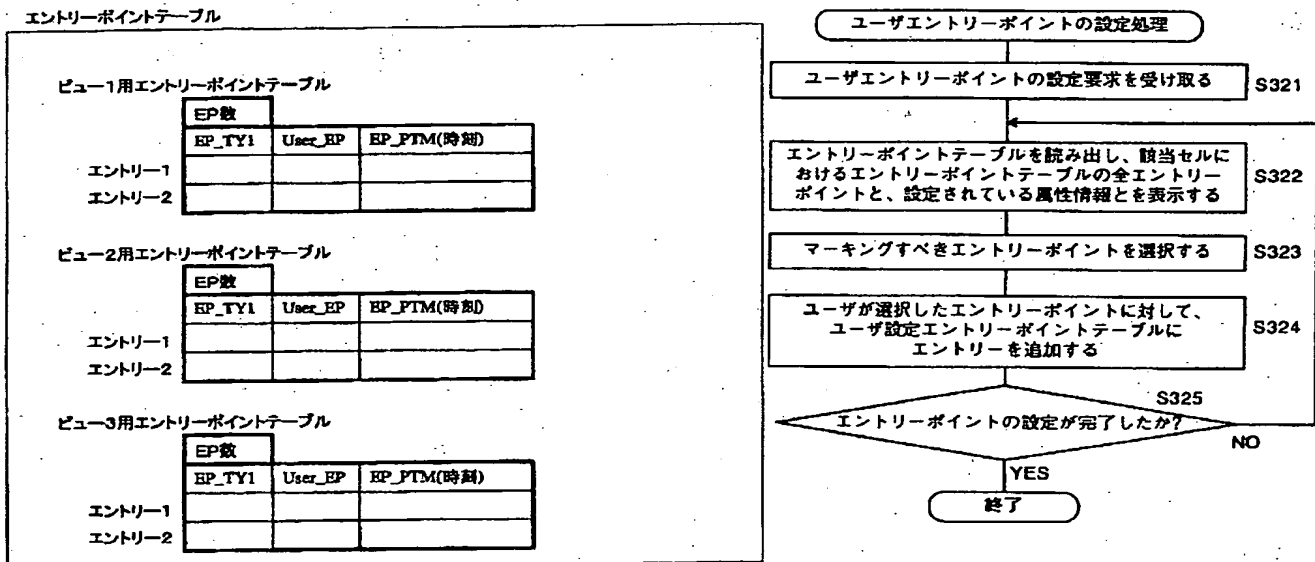 エントリーポイントテーブル
ビュー1用エントリーポイントテーブル
EP数
EP_TY1 User_EP EP_PTM(時刻)
エントリー1
エントリー2
ビュー2用エントリーポイントテーブル
EP数
EP_TY1 User_EP EP_PTM(時刻)
エントリー1
エントリー2
ビュー3用エントリーポイントテーブル
EP数
EP_TY1 User_EP EP_PTM(時刻)
エントリー1
エントリー2
ユーザエントリーポイントの設定処理
ユーザエントリーポイントの設定要求を受け取る
S321
エントリーポイントテーブルを読み出し、該当セルに
おけるエントリーポイントテーブルの全エントリー
ポイントと、設定されている属性情報とを表示する
S322
マーキングすべきエントリーポイントを選択する
S323
ユーザが選択したエントリーポイントに対して、
ユーザ設定エントリーポイントテーブルに
エントリーを追加する
S324
S325
エントリーポイントの設定が完了したか?
NO
YES
終了